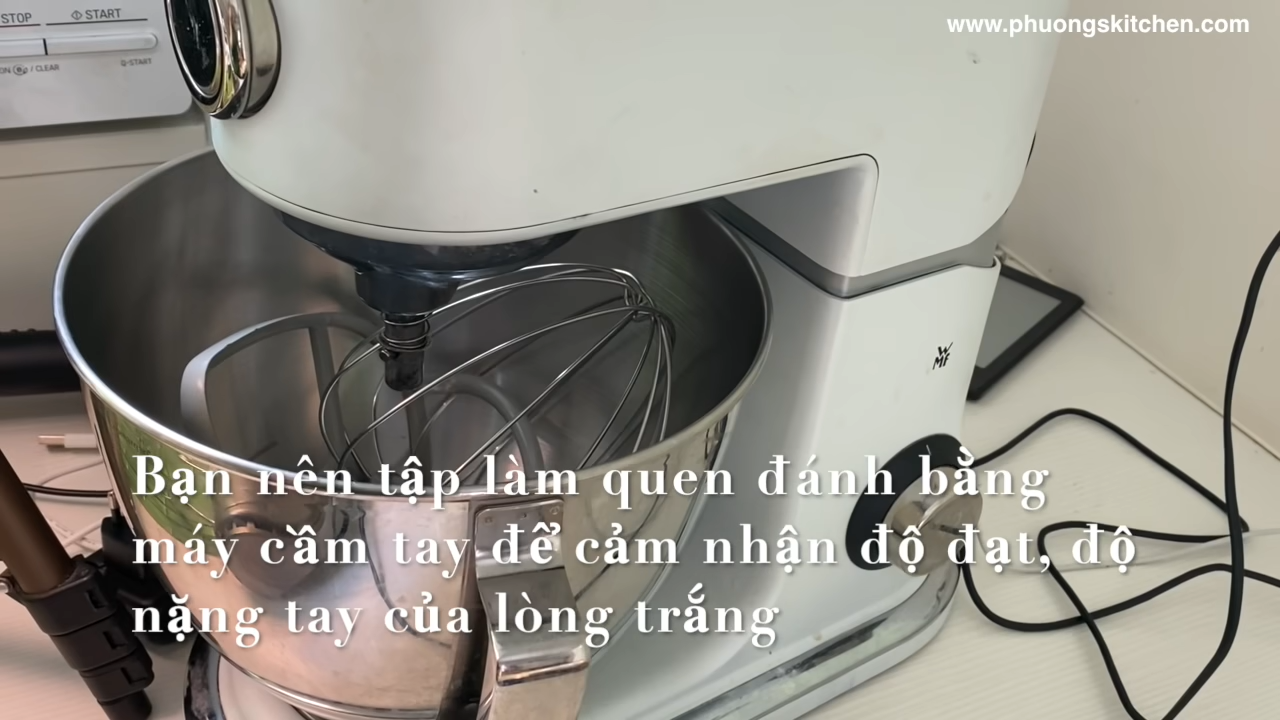 www.phuongskitchen.com
STOP START
ON / CLEAR Q-START
WMF
Bạn nên tập làm quen đánh bằng
máy cầm tay để cảm nhận độ đạt, độ
nặng tay của lòng trắng